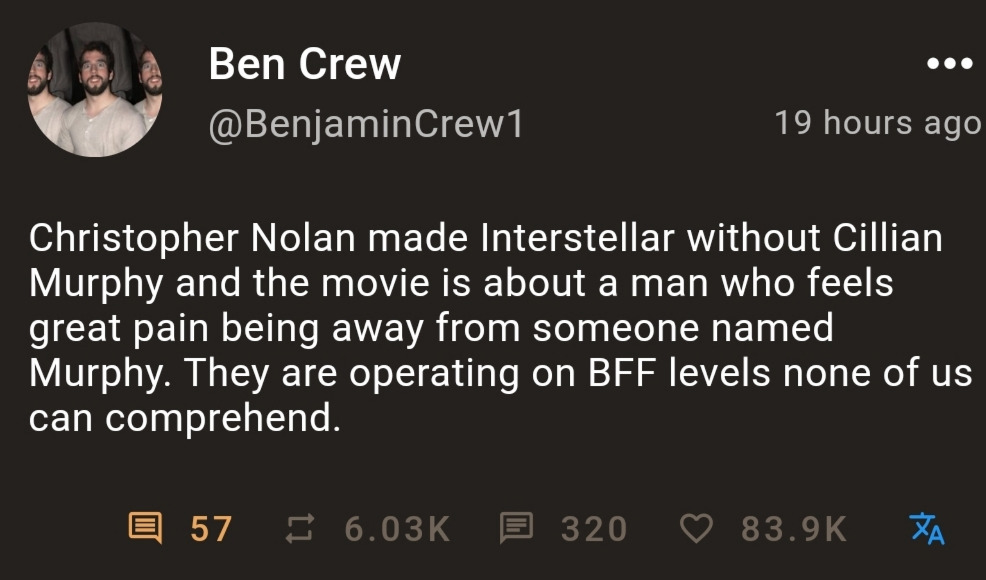 Ben Crew
@BenjaminCrew1
19 hours ago
Christopher Nolan made Interstellar without Cillian
Murphy and the movie is about a man who feels
great pain being away from someone named
Murphy. They are operating on BFF levels none of us
can comprehend.
57 6.03K 320 83.9K